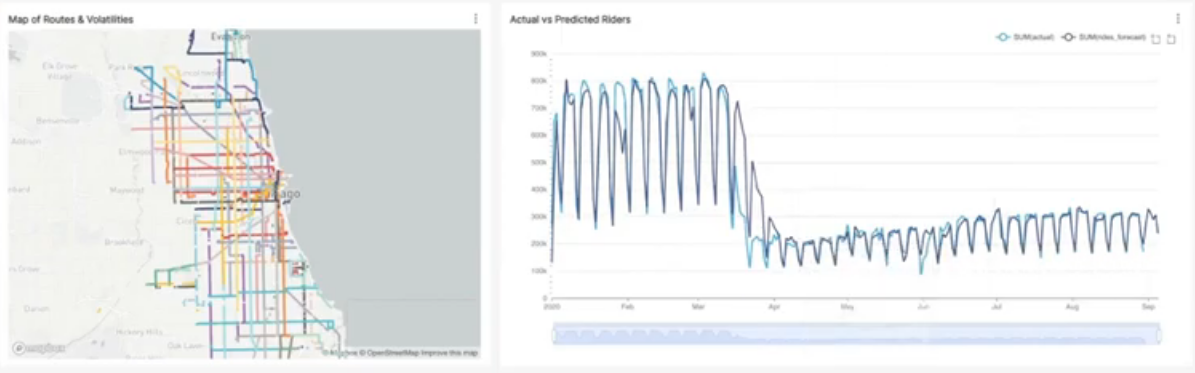 Map of Routes & Volatilities
Evanston
Elk Grove
Village
Park
Lincolnwood
Bensenville
Addison
Elmwood
Maywood
Brookfield
Darien
Hickory Hills
Oak Lawn
mapbox
© OpenStreetMap Improve this map
Actual vs Predicted Riders
SUM(actual)
SUM(rides_forecast)
900k
800k
700k
600k
500k
400k
300k
200k
100k
0
2020 Feb Mar Apr May Jun Jul Aug Sep